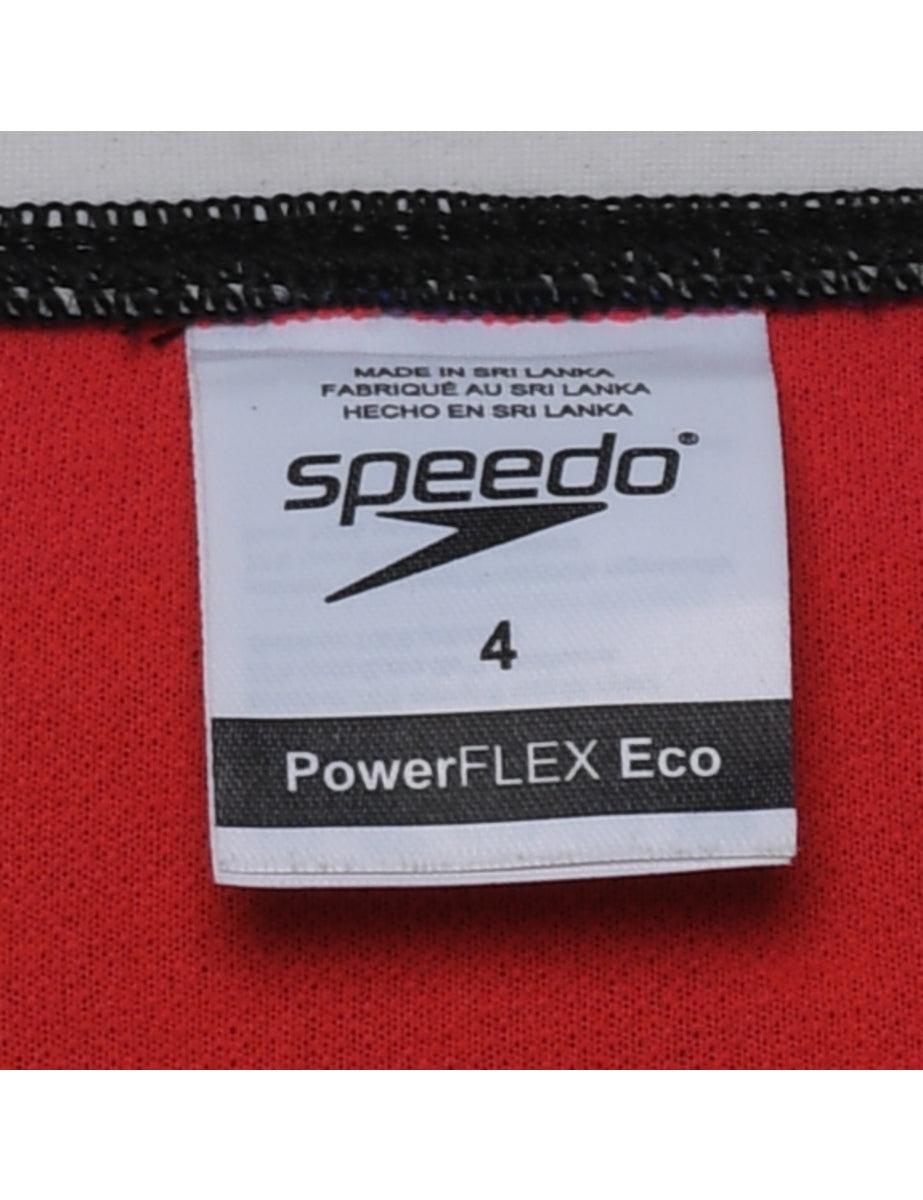 MADE IN SRI LANKA
FABRIQUÉ AU SRI LANKA
HECHO EN SRI LANKA
speedo®
4
PowerFLEX Eco